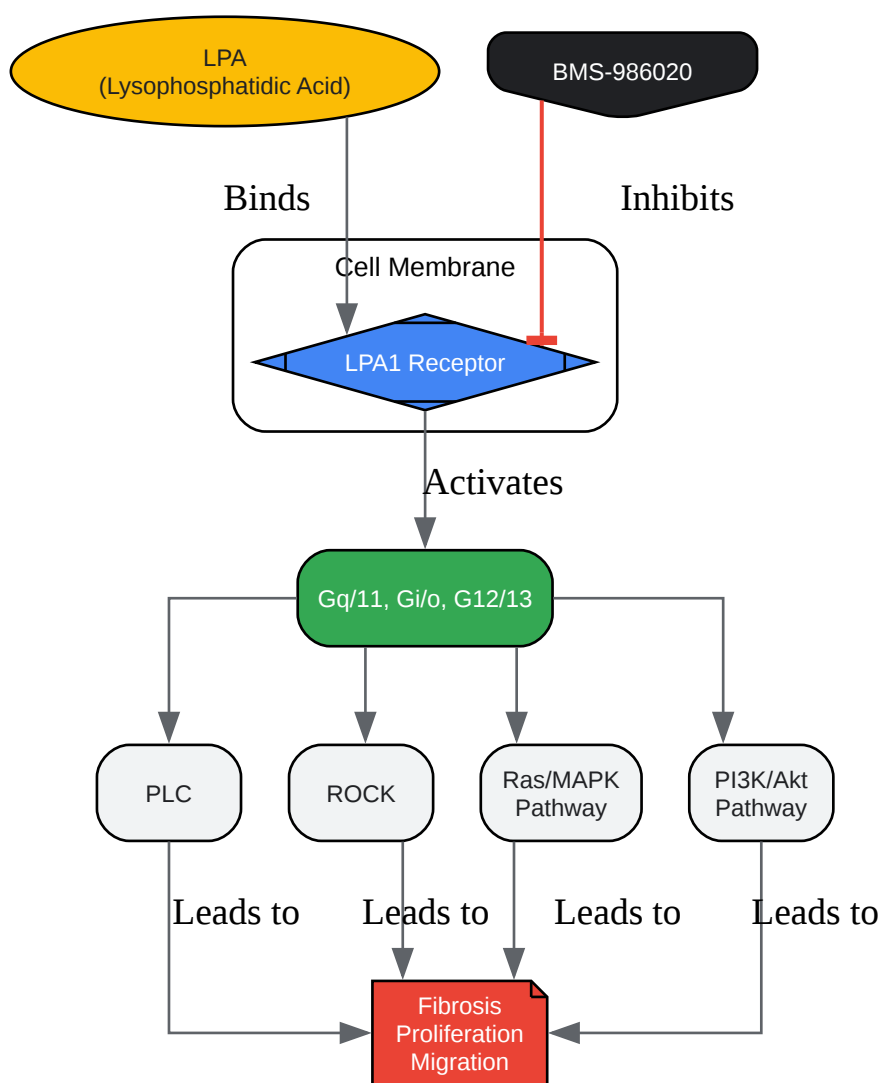 LPA
(Lysophosphatidic Acid)
BMS-986020
Binds
Inhibits
Cell Membrane
LPA1 Receptor
Activates
Gq/11, Gi/o, G12/13
PLC
ROCK
Ras/MAPK
Pathway
PI3K/Akt
Pathway
Leads to
Leads to
Leads to
Leads to
Fibrosis
Proliferation
Migration